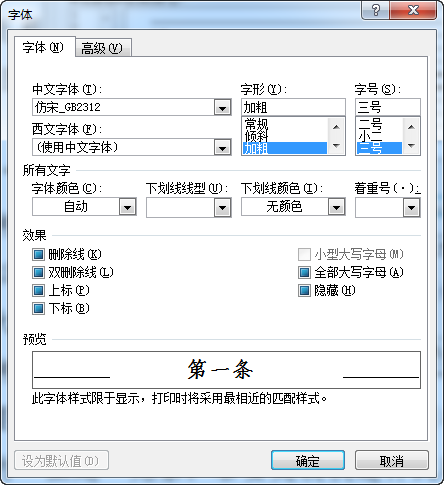 字体
字体(N) 高级(V)
中文字体(T): 字形(Y): 字号(S):
仿宋_GB2312 加粗 三号
常规 二号
倾斜 小二
加粗 三号
西文字体(F):
(使用中文字体)
所有文字
字体颜色(C): 下划线线型(U): 下划线颜色(I): 着重号(·):
自动 无颜色
效果
删除线(K) 小型大写字母(M)
双删除线(L) 全部大写字母(A)
上标(P) 隐藏(H)
下标(B)
预览
第一条
此字体样式限于显示，打印时将采用最相近的匹配样式。
设为默认值(D) 确定 取消